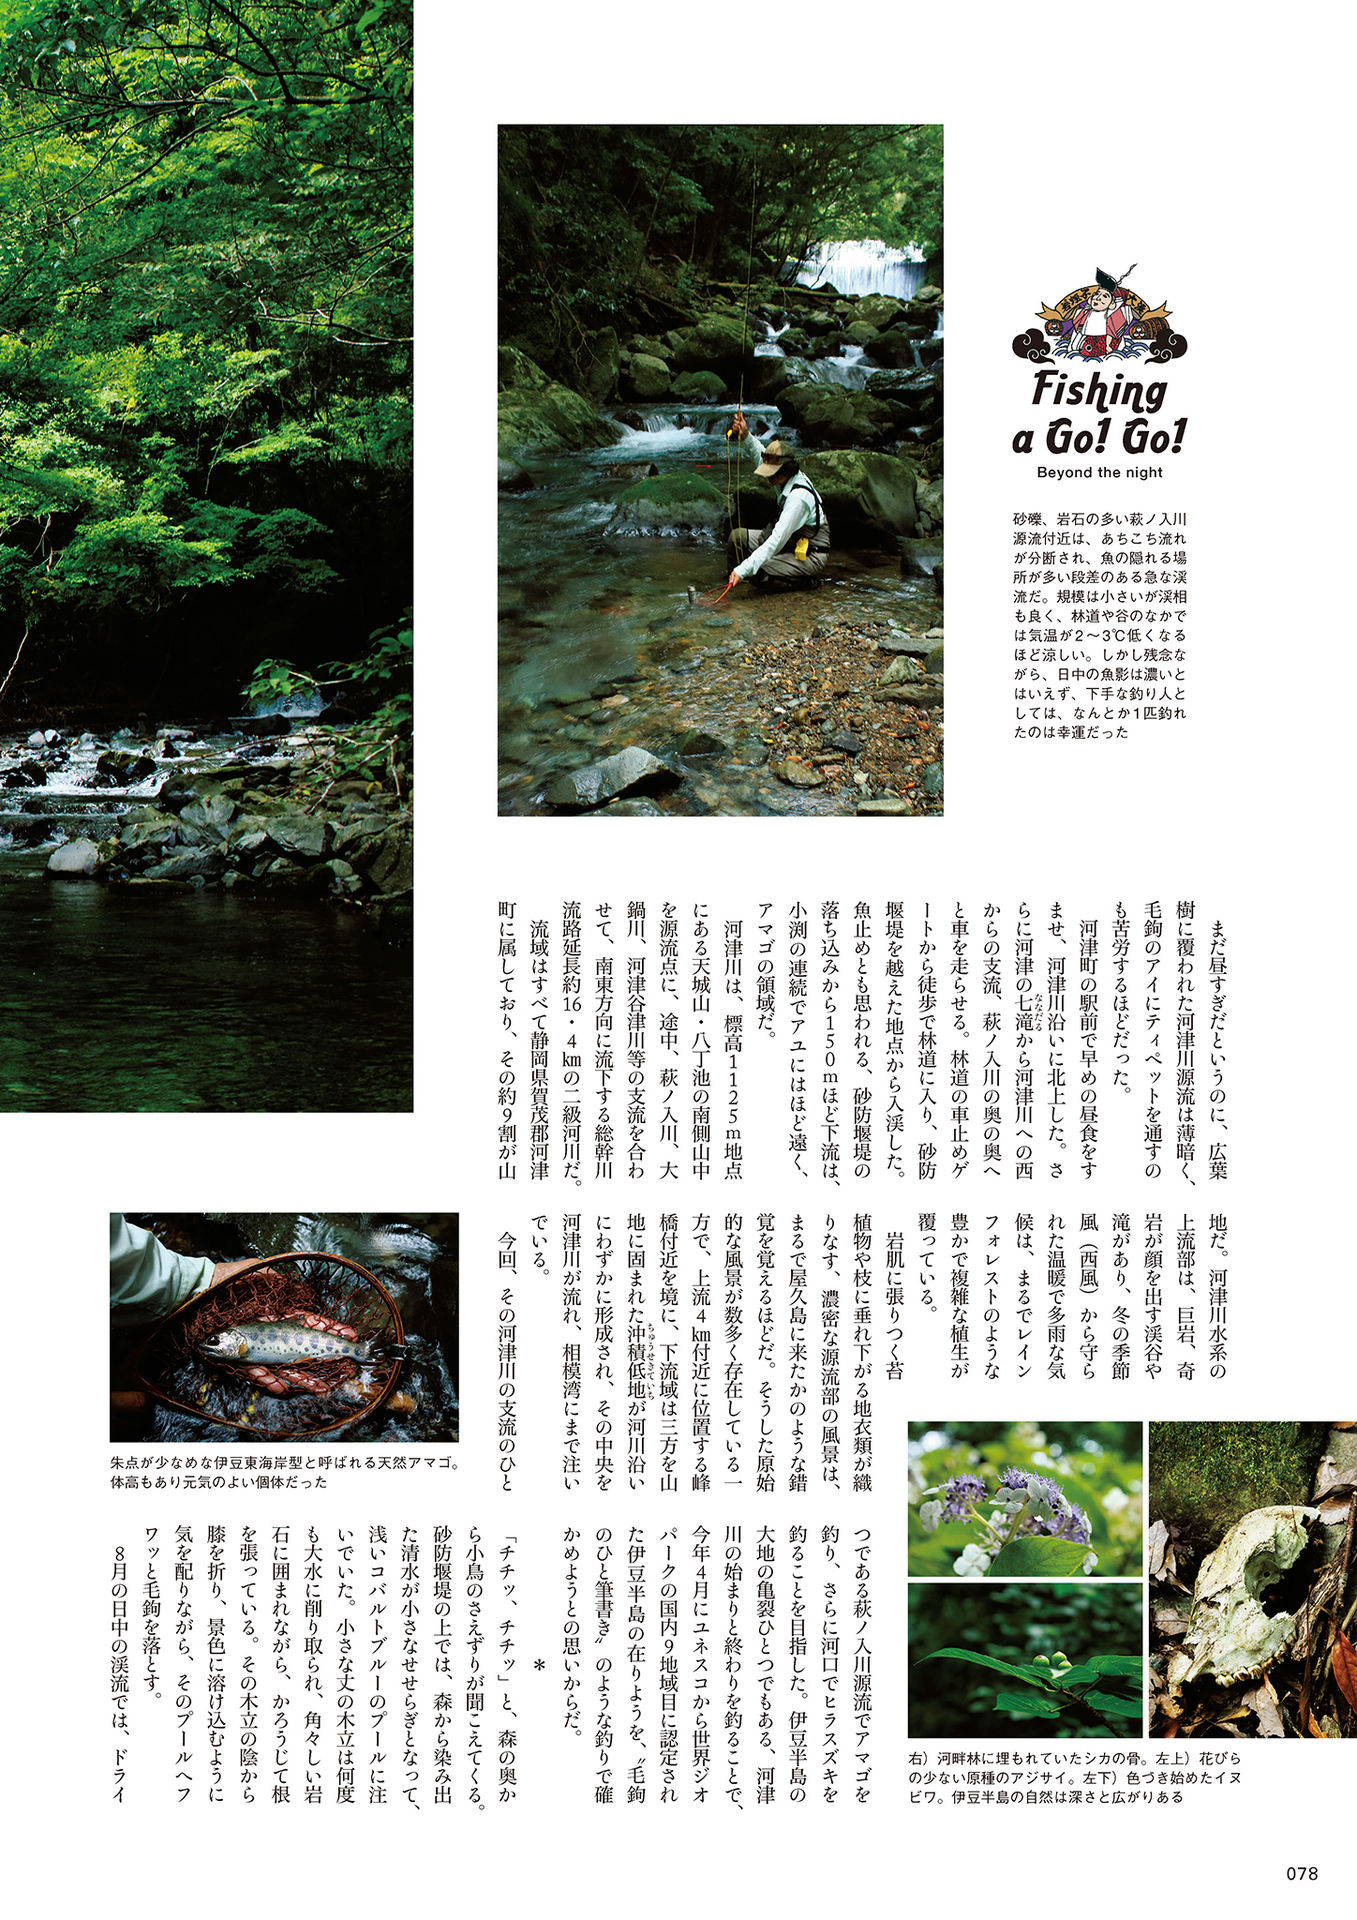 Fishing
a Go! Go!
Beyond the night
砂礫、岩石の多い萩ノ入川
源流付近は、あちこち流れ
が分断され、魚の隠れる場
所が多い段差のある急な渓
流だ。規模は小さいが渓相
も良く、林道や谷のなかで
は気温が2〜3℃低くなる
ほど涼しい。しかし残念な
がら、日中の魚影は濃いと
はいえず、下手な釣り人と
しては、なんとか1匹釣れ
たのは幸運だった
まだ昼すぎだというのに、広葉
樹に覆われた河津川源流は薄暗く、
毛鉤のアイにティペットを通すの
も苦労するほどだった。
河津町の駅前で早めの昼食をす
ませ、河津川沿いに北上した。さ
らに河津の七滝から河津川への西
ななだる
からの支流、萩ノ入川の奥の奥へ
と車を走らせる。林道の車止めゲ
ートから徒歩で林道に入り、砂防
堰堤を越えた地点から入渓した。
魚止めとも思われる、砂防堰堤の
落ち込みから150mほど下流は、
小渕の連続でアユにはほど遠く、
アマゴの領域だ。
河津川は、標高1125m地点
にある天城山・八丁池の南側山中
を源流点に、途中、萩ノ入川、大
鍋川、河津谷津川等の支流を合わ
せて、南東方向に流下する総幹川
流路延長約16・4㎞の二級河川だ。
流域はすべて静岡県賀茂郡河津
町に属しており、その約9割が山
地だ。河津川水系の
上流部は、巨岩、奇
岩が顔を出す渓谷や
滝があり、冬の季節
風（西風）から守ら
れた温暖で多雨な気
候は、まるでレイン
フォレストのような
豊かで複雑な植生が
覆っている。
岩肌に張りつく苔
植物や枝に垂れ下がる地衣類が織
りなす、濃密な源流部の風景は、
まるで屋久島に来たかのような錯
覚を覚えるほどだ。そうした原始
的な風景が数多く存在している一
方で、上流4㎞付近に位置する峰
橋付近を境に、下流域は三方を山
地に固まれた沖積低地が河川沿い
ちゅうせきていち
にわずかに形成され、その中央を
河津川が流れ、相模湾にまで注い
でいる。
今回、その河津川の支流のひと
つである萩ノ入川源流でアマゴを
釣り、さらに河口でヒラスズキを
釣ることを目指した。伊豆半島の
大地の亀裂ひとつでもある、河津
川の始まりと終わりを釣ることで、
今年4月にユネスコから世界ジオ
パークの国内9地域目に認定され
た伊豆半島の在りようを、〝毛鉤
のひと筆書き〟のような釣りで確
かめようとの思いからだ。
*
「チチッ、チチッ」と、森の奥か
ら小鳥のさえずりが聞こえてくる。
砂防堰堤の上では、森から染み出
た清水が小さなせせらぎとなって、
浅いコバルトブルーのプールに注
いでいた。小さな丈の木立は何度
も大水に削り取られ、角々しい岩
石に囲まれながら、かろうじて根
を張っている。その木立の陰から
膝を折り、景色に溶け込むように
気を配りながら、そのプールへフ
ワッと毛鉤を落とす。
8月の日中の渓流では、ドライ
朱点が少なめな伊豆東海岸型と呼ばれる天然アマゴ。
体高もあり元気のよい個体だった
右）河畔林に埋もれていたシカの骨。左上）花びら
の少ない原種のアジサイ。左下）色づき始めたイヌ
ビワ。伊豆半島の自然は深さと広がりある
078